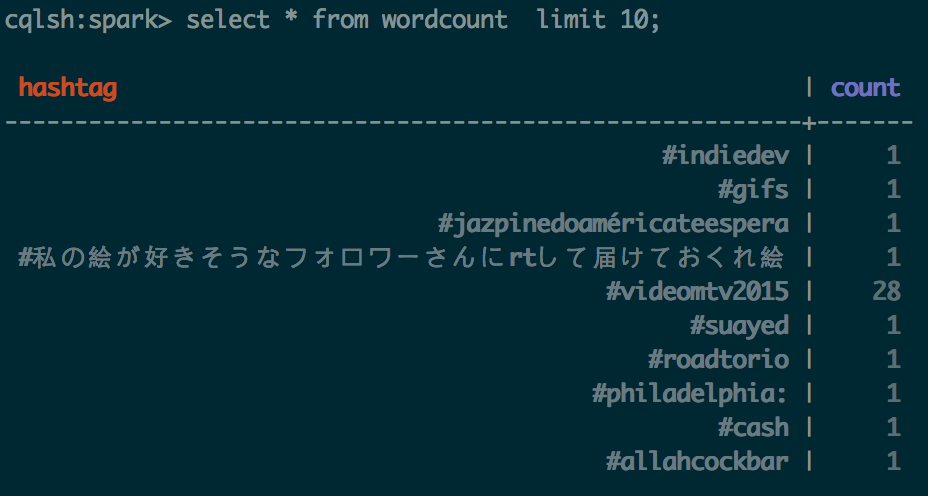 cqlsh:spark> select * from wordcount  limit 10;
hashtag | count
---------------------------------------------------------+-------
#indiedev | 1
#gifs | 1
#jazpinedoaméricateespera | 1
#私の絵が好きそうなフォロワーさんにrtして届けておくれ絵 | 1
#videomtv2015 | 28
#suayed | 1
#roadtorio | 1
#philadelphia: | 1
#cash | 1
#allahcockbar | 1